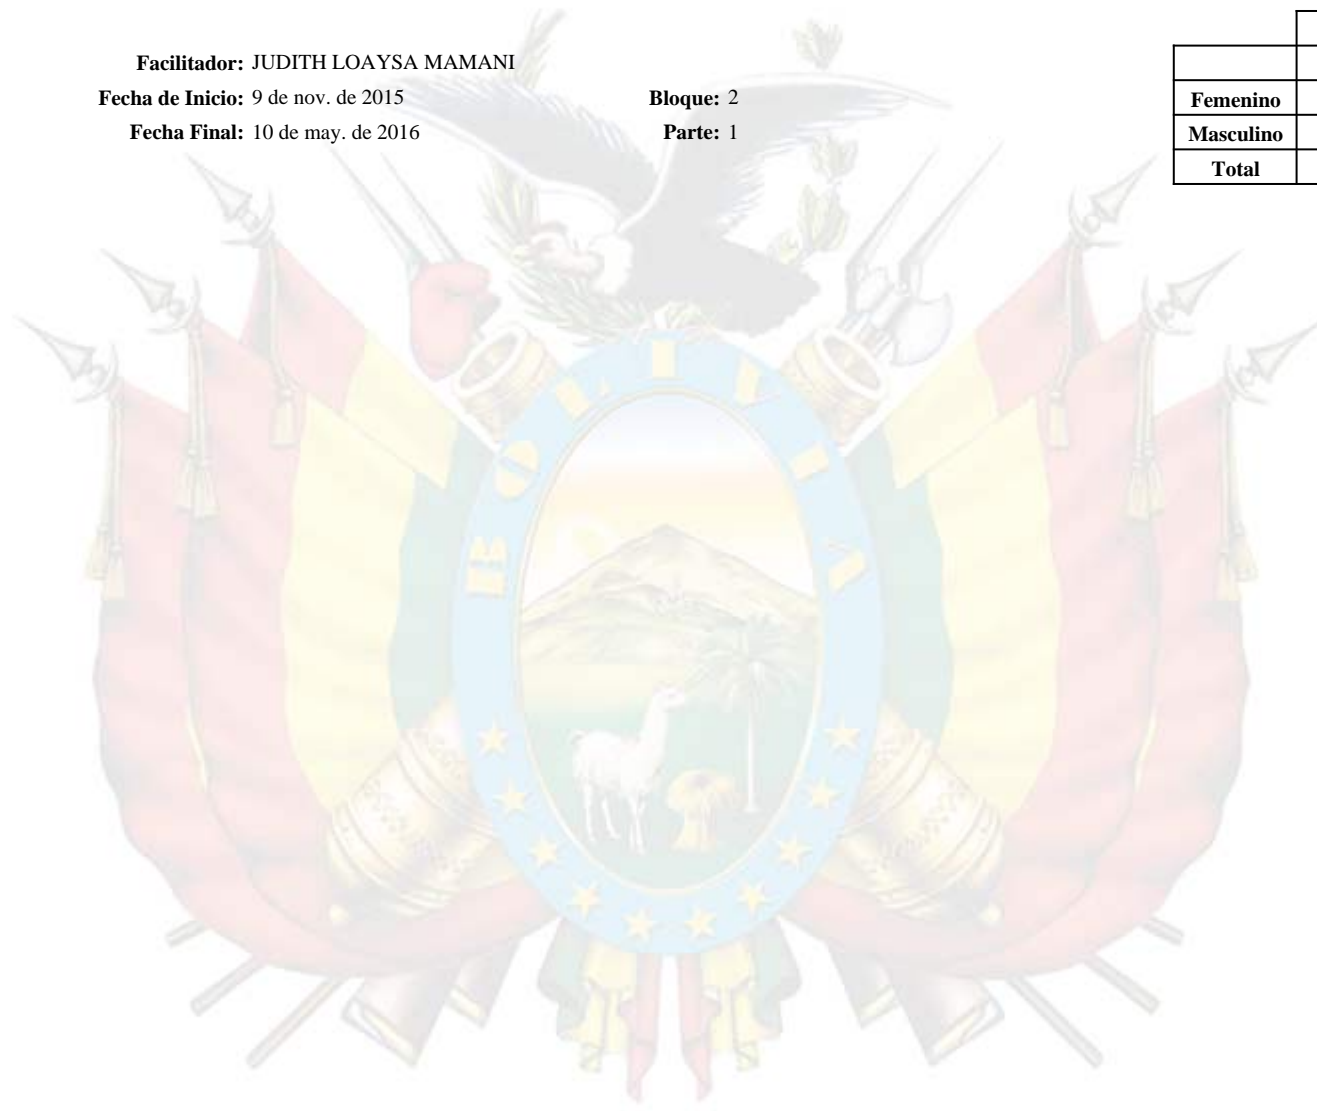 Facilitador: JUDITH LOAYSA MAMANI
Fecha de Inicio: 9 de nov. de 2015 Bloque: 2
Fecha Final: 10 de may. de 2016 Parte: 1
Femenino
Masculino
Total
BOLIVIA